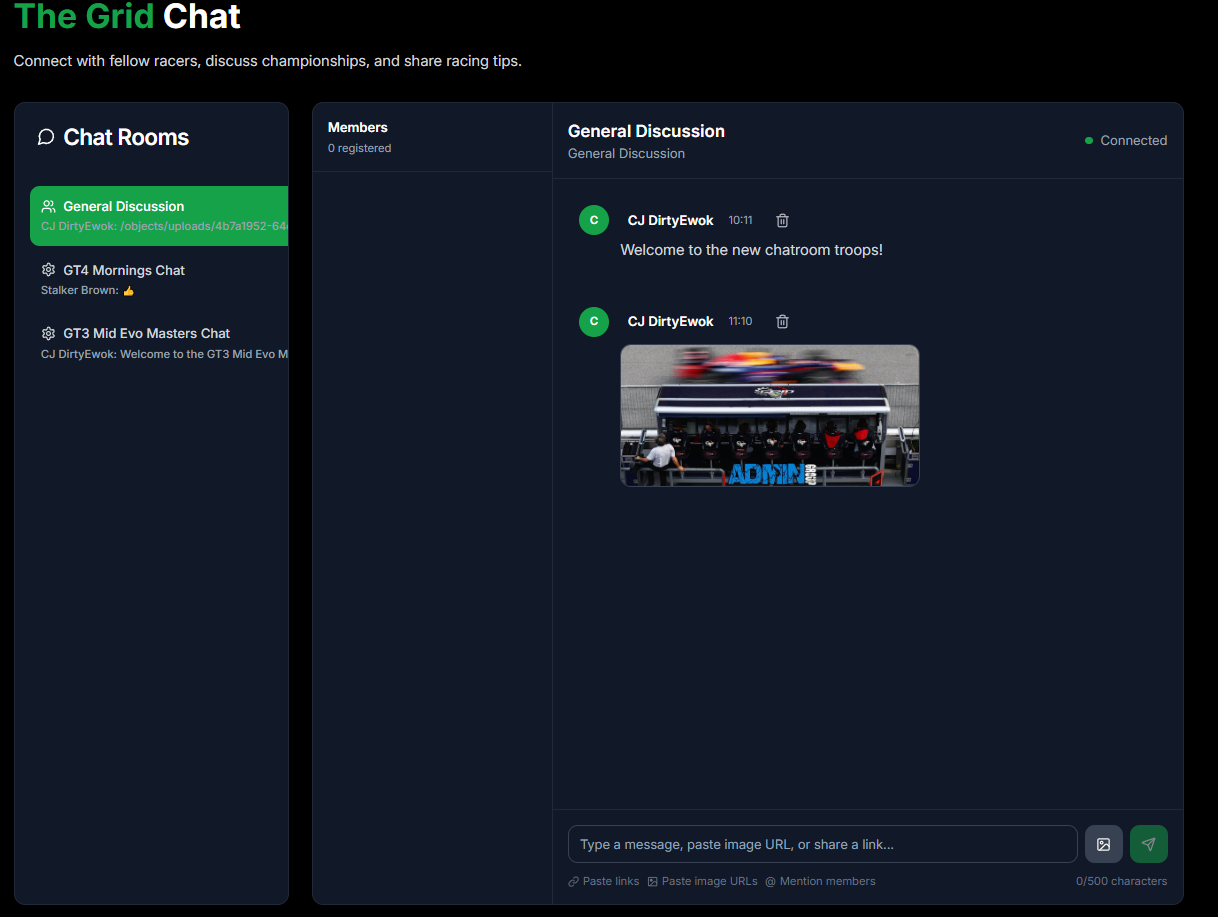 The Grid Chat
Connect with fellow racers, discuss championships, and share racing tips.
Chat Rooms
General Discussion
CJ DirtyEwok: /objects/uploads/4b7a1952-64
GT4 Mornings Chat
Stalker Brown: 👍
GT3 Mid Evo Masters Chat
CJ DirtyEwok: Welcome to the GT3 Mid Evo M
Members
0 registered
General Discussion
General Discussion
Connected
C
CJ DirtyEwok 10:11
Welcome to the new chatroom troops!
C
CJ DirtyEwok 11:10
ADMIN
Type a message, paste image URL, or share a link...
Paste links Paste image URLs @ Mention members
0/500 characters